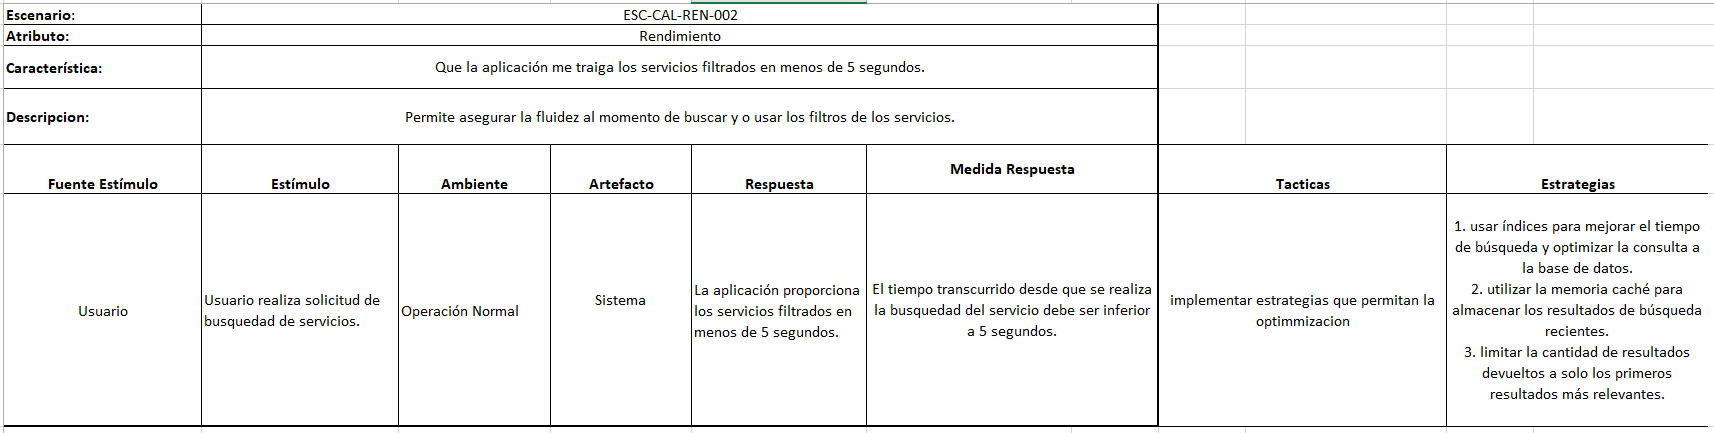 Escenario: ESC-CAL-REN-002
Atributo: Rendimiento
Característica: Que la aplicación me traiga los servicios filtrados en menos de 5 segundos.
Descripcion: Permite asegurar la fluidez al momento de buscar y o usar los filtros de los servicios.
Fuente Estímulo
Estímulo
Ambiente
Artefacto
Respuesta
Medida Respuesta
Tacticas
Estrategias
Usuario
Usuario realiza solicitud de
busquedad de servicios.
Operación Normal
Sistema
La aplicación proporciona
los servicios filtrados en
menos de 5 segundos.
El tiempo transcurrido desde que se realiza
la busquedad del servicio debe ser inferior
a 5 segundos.
implementar estrategias que permitan la
optimmizacion
1. usar índices para mejorar el tiempo
de búsqueda y optimizar la consulta a
la base de datos.
2. utilizar la memoria caché para
almacenar los resultados de búsqueda
recientes.
3. limitar la cantidad de resultados
devueltos a solo los primeros
resultados más relevantes.